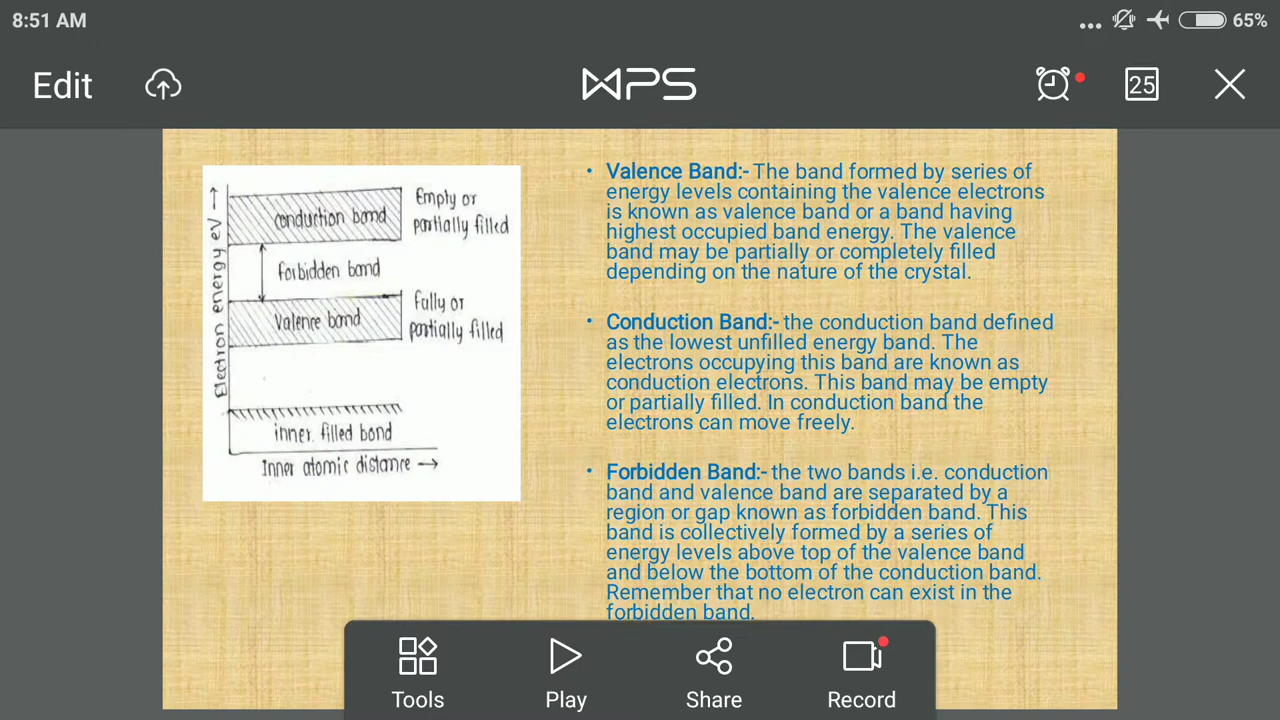 8:51 AM
65%
Edit
WPS
25
Empty or
conduction band
partially filled
forbidden band
Fully or
Valence band
partially filled
Electron energy eV →
inner. filled bond
Inner atomic distance →
• Valence Band:- The band formed by series of
energy levels containing the valence electrons
is known as valence band or a band having
highest occupied band energy. The valence
band may be partially or completely filled
depending on the nature of the crystal.
• Conduction Band:- the conduction band defined
as the lowest unfilled energy band. The
electrons occupying this band are known as
conduction electrons. This band may be empty
or partially filled. In conduction band the
electrons can move freely.
• Forbidden Band:- the two bands i.e. conduction
band and valence band are separated by a
region or gap known as forbidden band. This
band is collectively formed by a series of
energy levels above top of the valence band
and below the bottom of the conduction band.
Remember that no electron can exist in the
forbidden band.
Tools
Play
Share
Record